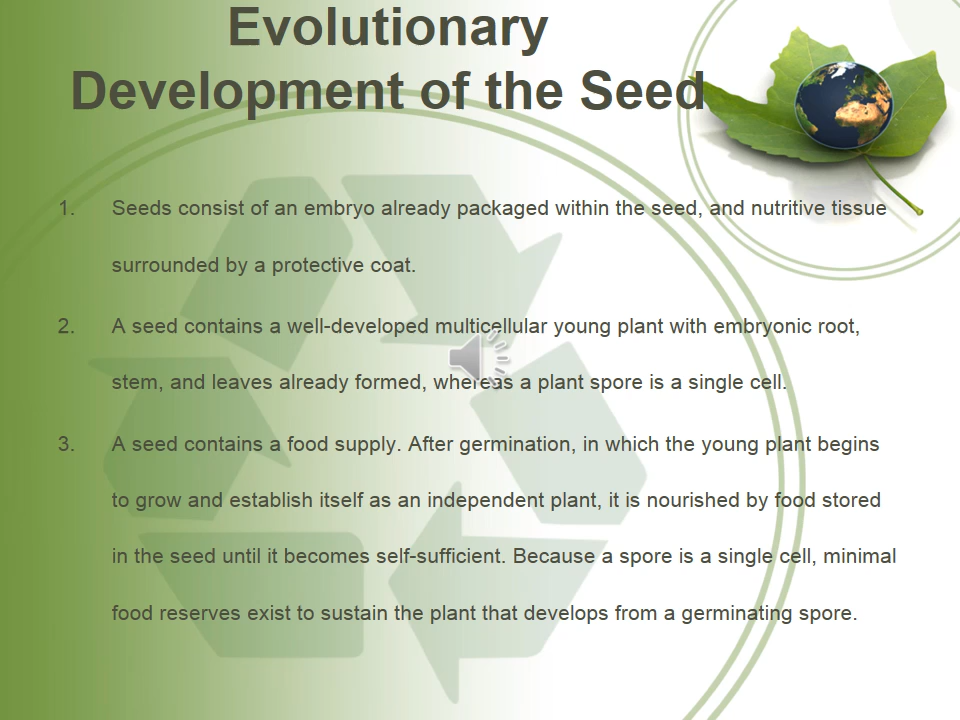 Evolutionary
Development of the Seed
1. Seeds consist of an embryo already packaged within the seed, and nutritive tissue
surrounded by a protective coat.
2. A seed contains a well-developed multicellular young plant with embryonic root,
stem, and leaves already formed, whereas a plant spore is a single cell.
3. A seed contains a food supply. After germination, in which the young plant begins
to grow and establish itself as an independent plant, it is nourished by food stored
in the seed until it becomes self-sufficient. Because a spore is a single cell, minimal
food reserves exist to sustain the plant that develops from a germinating spore.